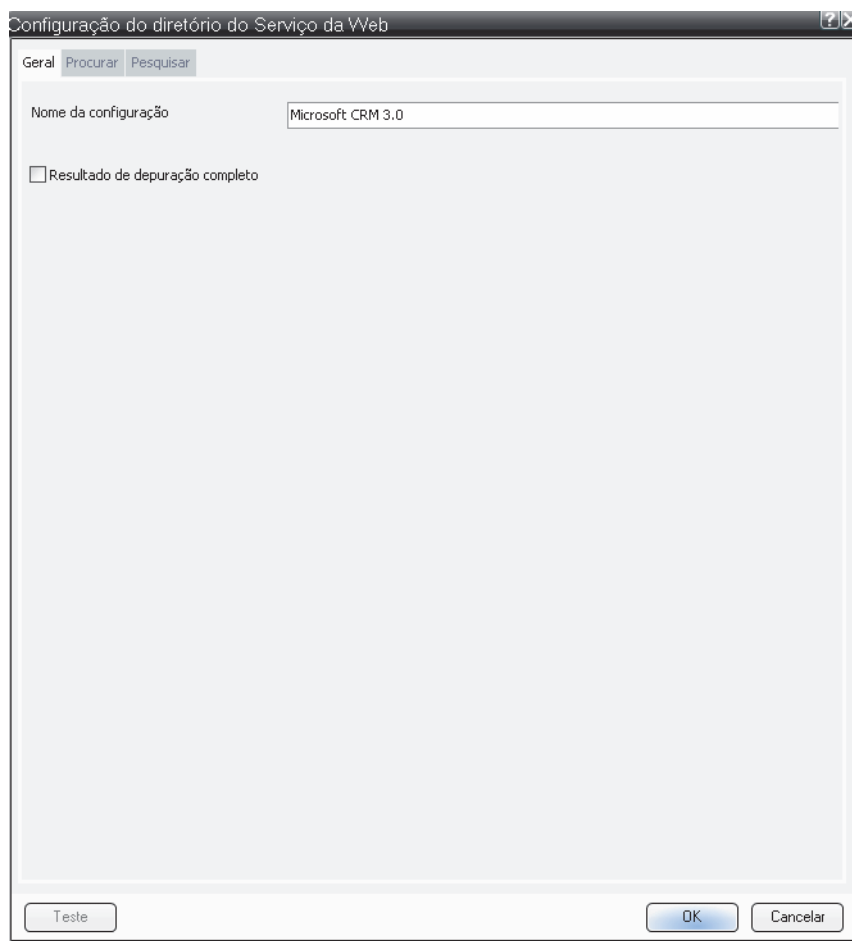 Configuração do diretório do Serviço da Web
Geral Procurar Pesquisar
Nome da configuração Microsoft CRM 3.0
Resultado de depuração completo
Teste OK Cancelar